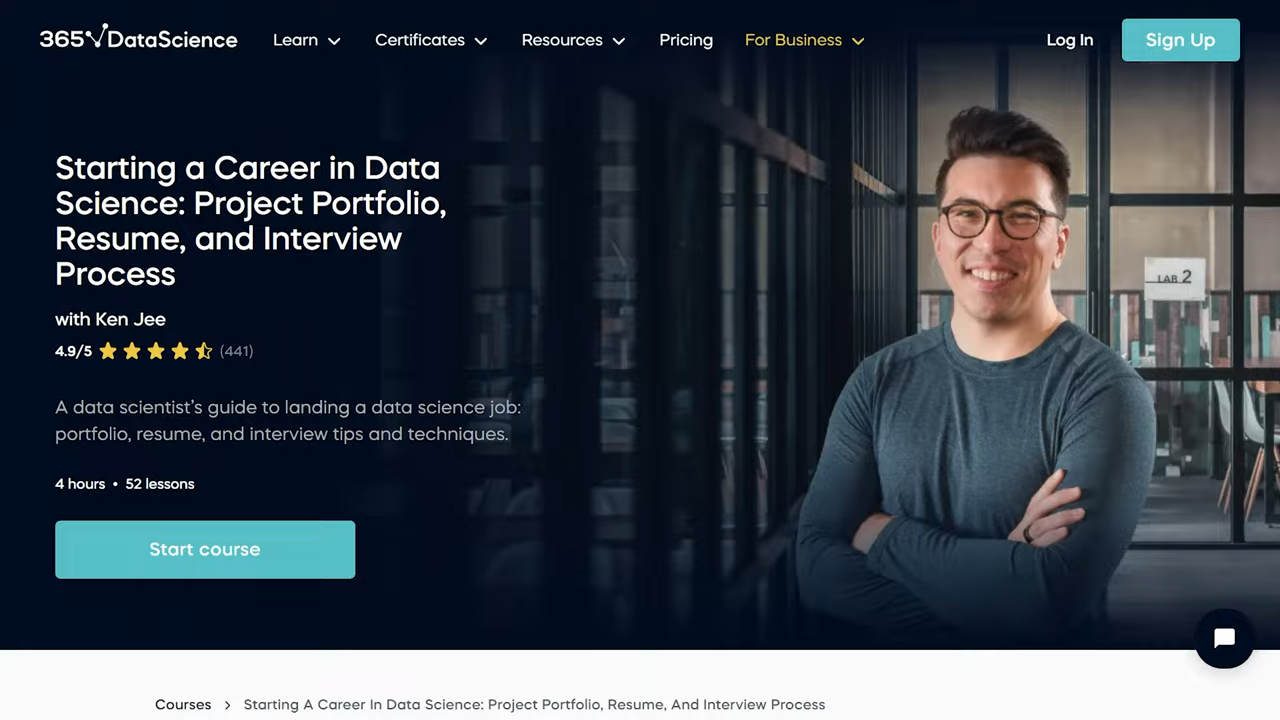 365 DataScience
Learn
Certificates
Resources
Pricing
For Business
Log In
Sign Up
Starting a Career in Data
Science: Project Portfolio,
Resume, and Interview
Process
with Ken Jee
4.9/5 (441)
A data scientist's guide to landing a data science job:
portfolio, resume, and interview tips and techniques.
4 hours • 52 lessons
Start course
LAB 2
Courses > Starting A Career In Data Science: Project Portfolio, Resume, And Interview Process